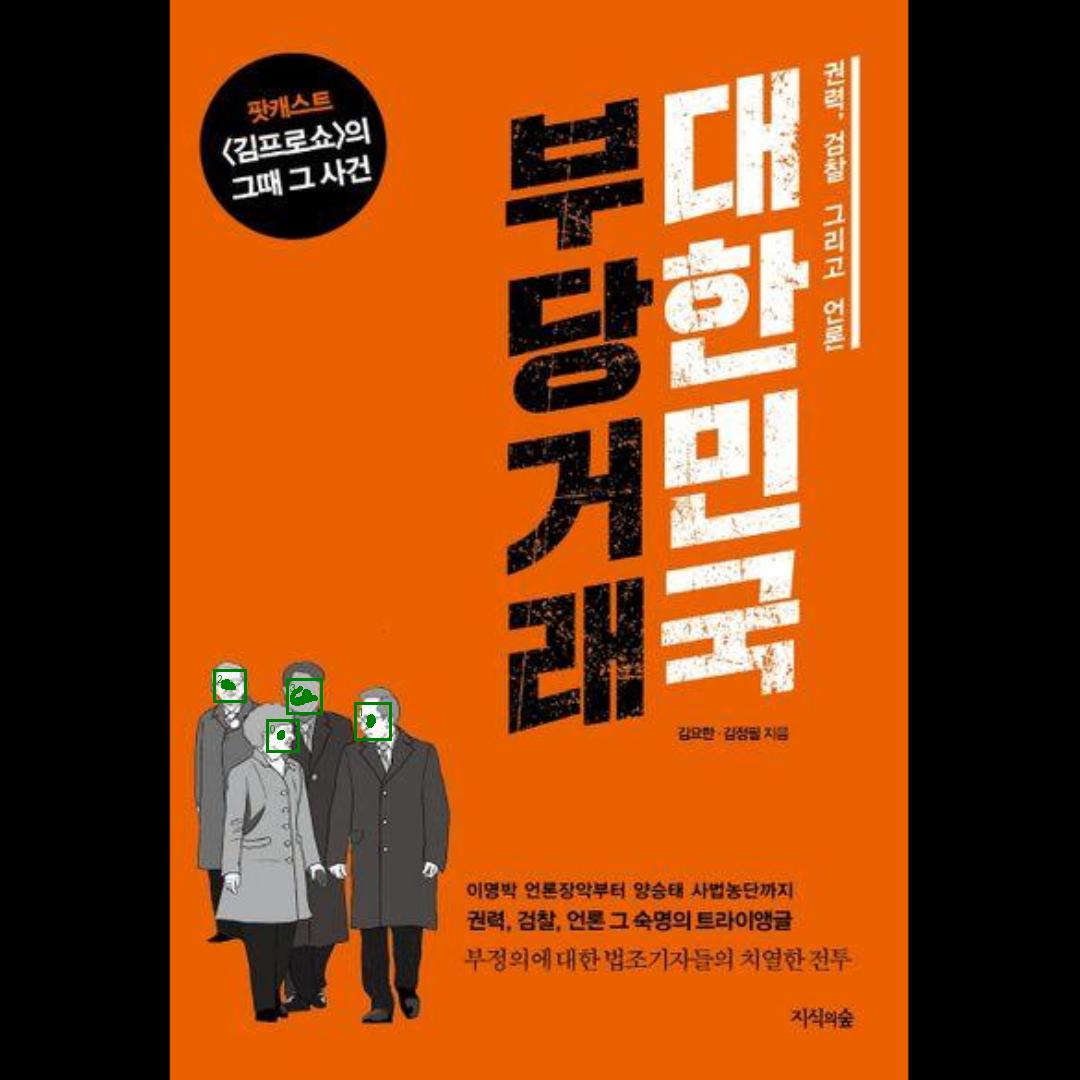 팟캐스트
<김프로쇼>의
그때 그 사건
권력, 검찰 그리고 언론
대한민국
부당거래
김요한·김정필 지음
이명박 언론장악부터 양승태 사법농단까지
권력, 검찰, 언론 그 숙명의 트라이앵글
부정의에 대한 법조기자들의 치열한 전투
지식의숲